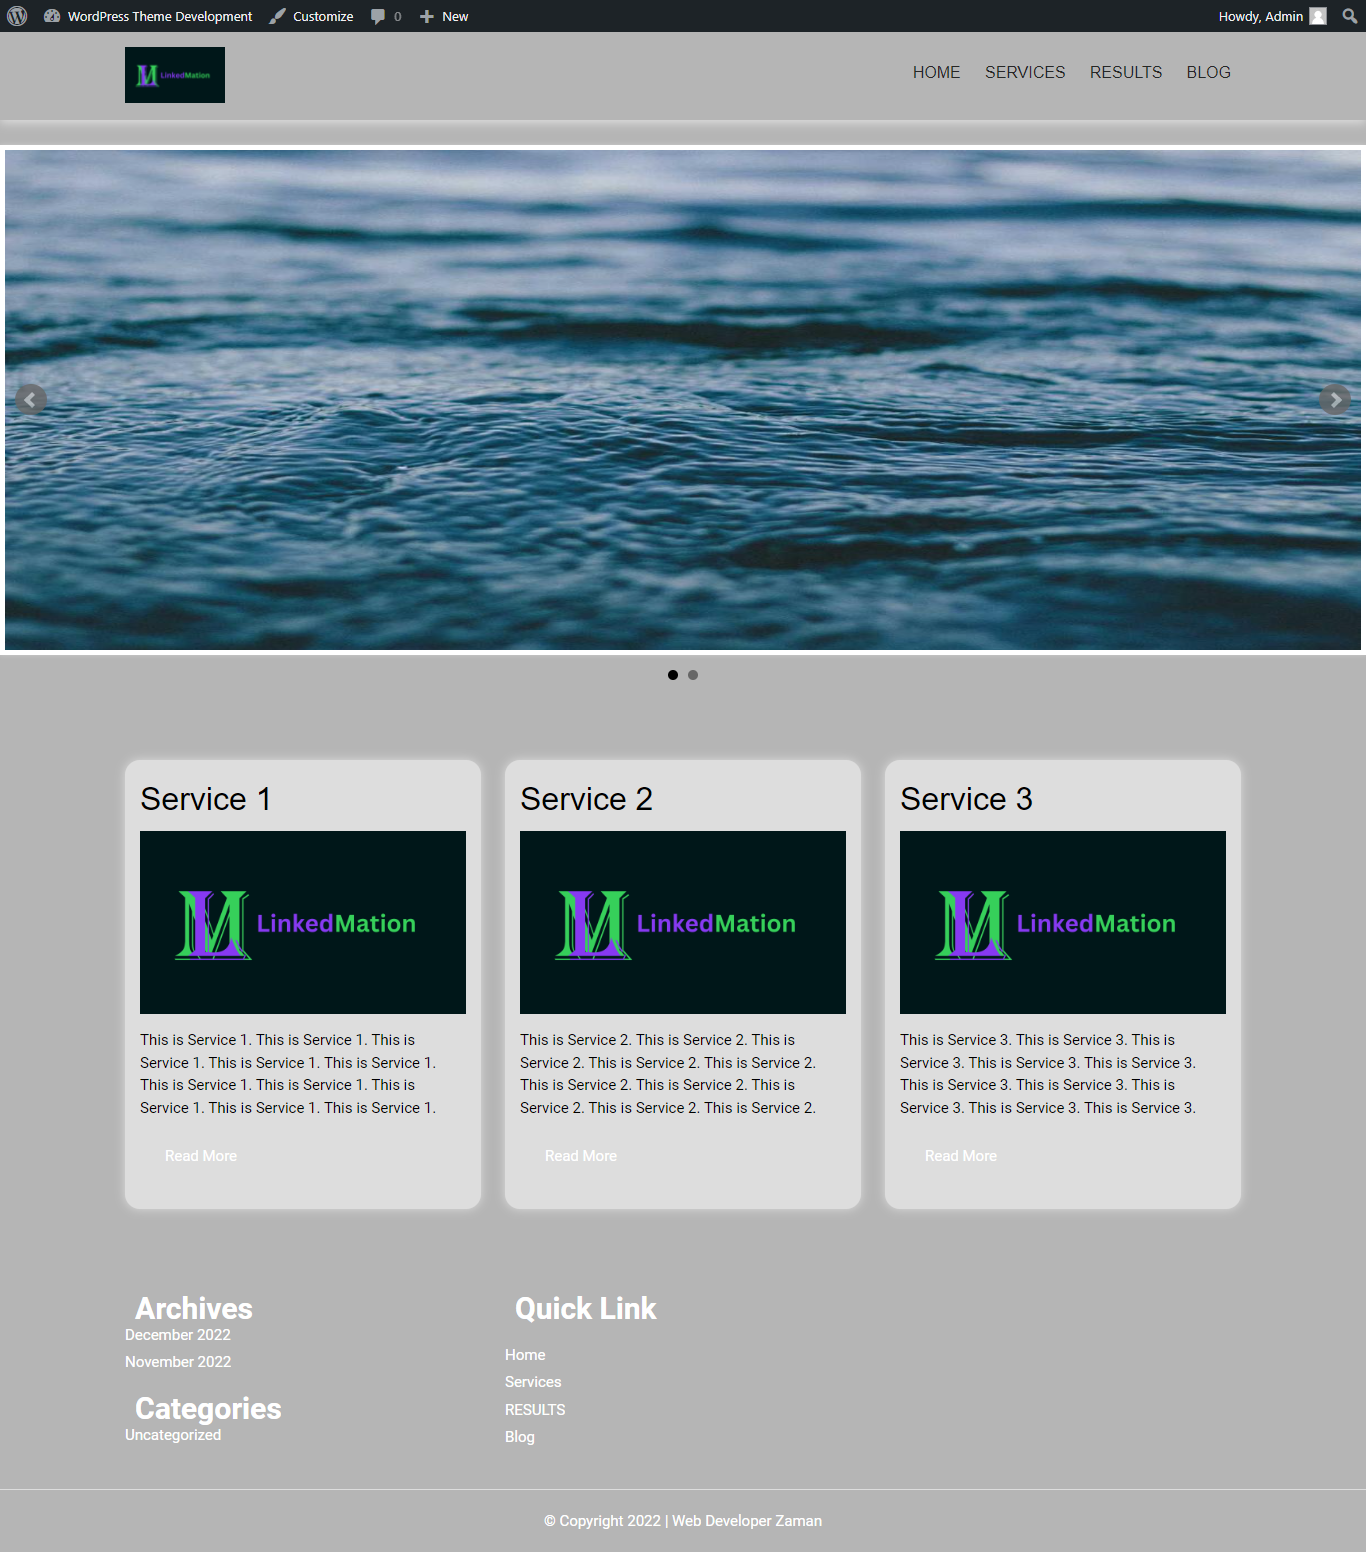 WordPress Theme Development Customize 0 New Howdy, Admin
LinkedMation
HOME SERVICES RESULTS BLOG
Service 1
LinkedMation
This is Service 1. This is Service 1. This is
Service 1. This is Service 1. This is Service 1.
This is Service 1. This is Service 1. This is
Service 1. This is Service 1. This is Service 1.
Read More
Service 2
LinkedMation
This is Service 2. This is Service 2. This is
Service 2. This is Service 2. This is Service 2.
This is Service 2. This is Service 2. This is
Service 2. This is Service 2. This is Service 2.
Read More
Service 3
LinkedMation
This is Service 3. This is Service 3. This is
Service 3. This is Service 3. This is Service 3.
This is Service 3. This is Service 3. This is
Service 3. This is Service 3. This is Service 3.
Read More
Archives
December 2022
November 2022
Categories
Uncategorized
Quick Link
Home
Services
RESULTS
Blog
© Copyright 2022 | Web Developer Zaman